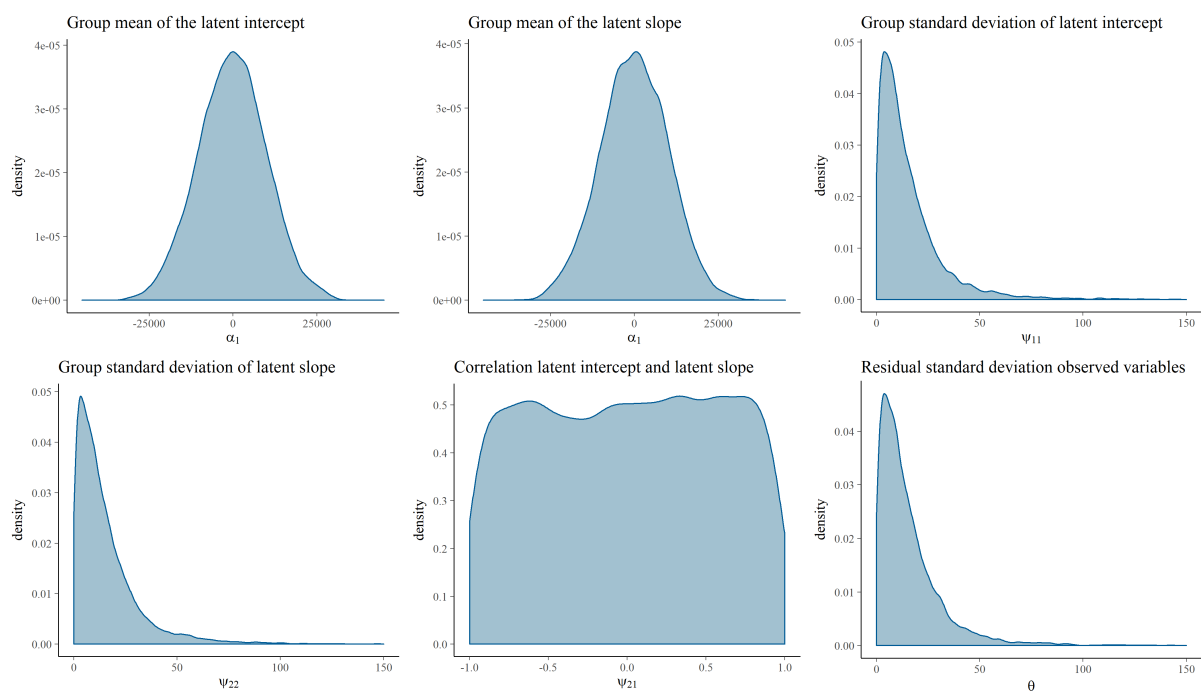 Group mean of the latent intercept
density
4e-05
3e-05
2e-05
1e-05
0e+00
-25000 0 25000
α1
Group mean of the latent slope
density
4e-05
3e-05
2e-05
1e-05
0e+00
-25000 0 25000
α1
Group standard deviation of latent intercept
density
0.05
0.04
0.03
0.02
0.01
0.00
0 50 100 150
ψ11
Group standard deviation of latent slope
density
0.05
0.04
0.03
0.02
0.01
0.00
0 50 100 150
ψ22
Correlation latent intercept and latent slope
density
0.5
0.4
0.3
0.2
0.1
0.0
-1.0 -0.5 0.0 0.5 1.0
ψ21
Residual standard deviation observed variables
density
0.04
0.03
0.02
0.01
0.00
0 50 100 150
θ